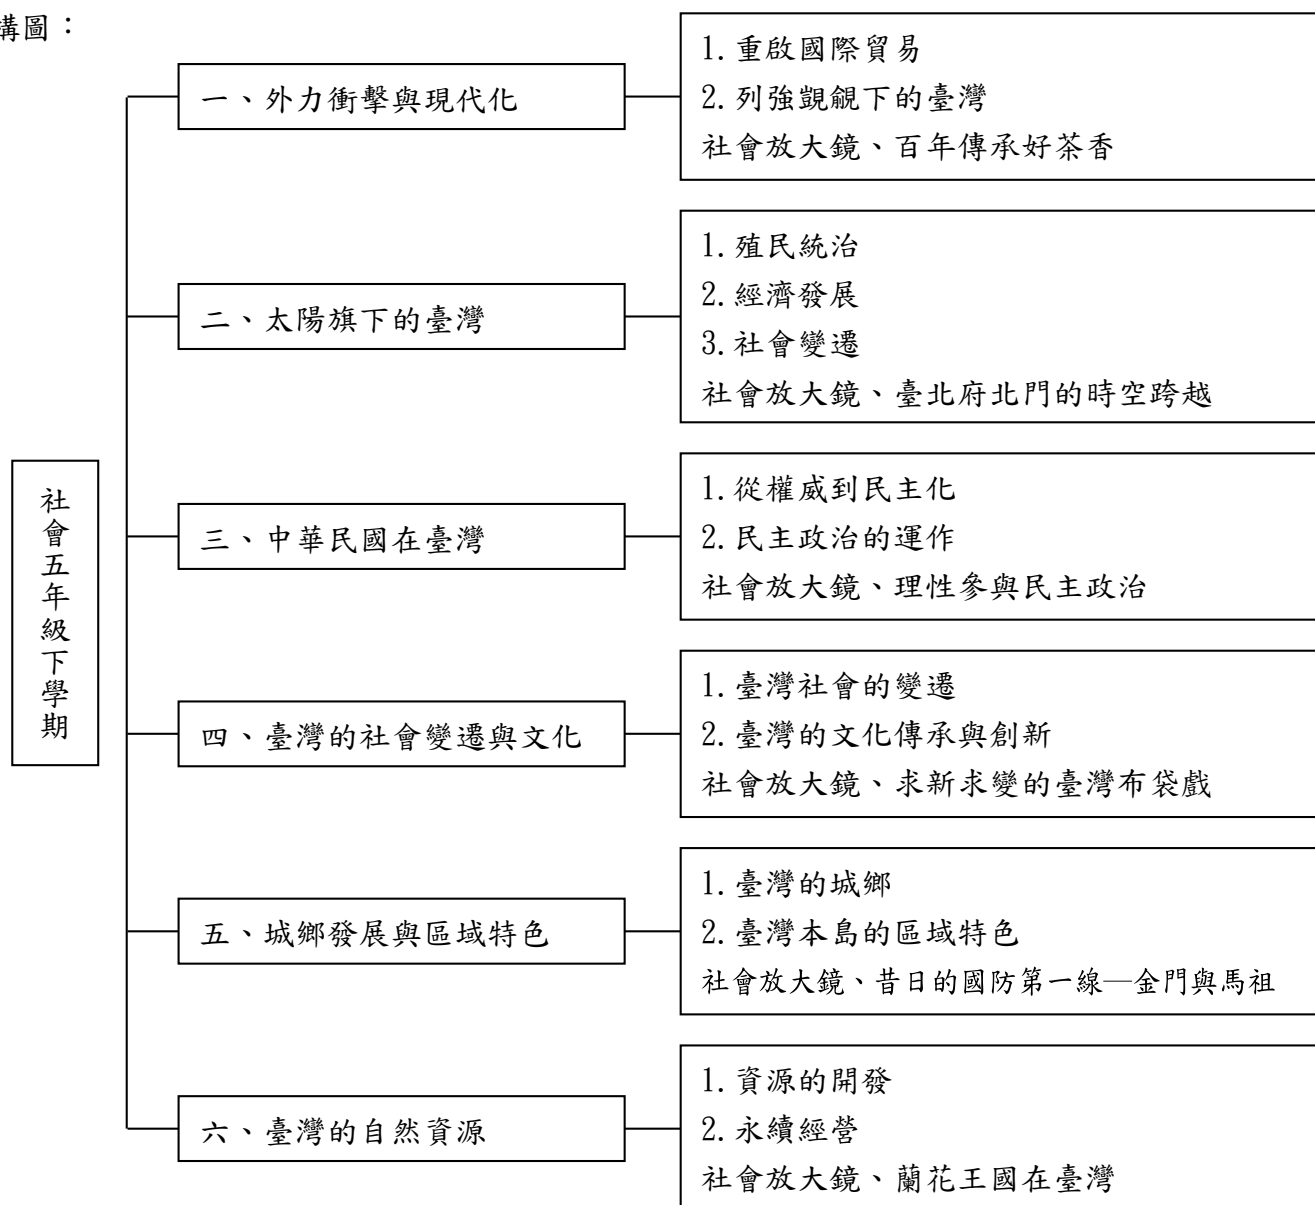 構圖：
社會五年級下學期
一、外力衝擊與現代化
1.重啟國際貿易
2.列強覬覦下的臺灣
社會放大鏡、百年傳承好茶香
二、太陽旗下的臺灣
1.殖民統治
2.經濟發展
3.社會變遷
社會放大鏡、臺北府北門的時空跨越
三、中華民國在臺灣
1.從權威到民主化
2.民主政治的運作
社會放大鏡、理性參與民主政治
四、臺灣的社會變遷與文化
1.臺灣社會的變遷
2.臺灣的文化傳承與創新
社會放大鏡、求新求變的臺灣布袋戲
五、城鄉發展與區域特色
1.臺灣的城鄉
2.臺灣本島的區域特色
社會放大鏡、昔日的國防第一線─金門與馬祖
六、臺灣的自然資源
1.資源的開發
2.永續經營
社會放大鏡、蘭花王國在臺灣